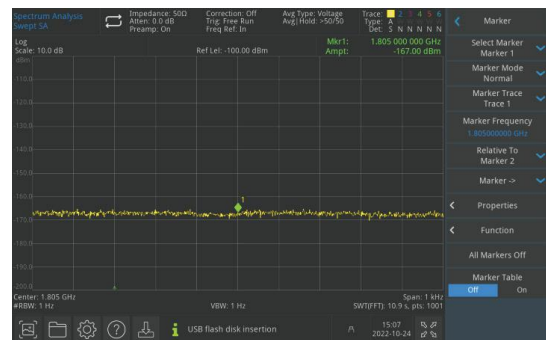 Spectrum Analysis
Swept SA
Impedance: 50Ω
Atten: 0.0 dB
Preamp: On
Correction: Off
Trig: Free Run
Freq Ref: In
Avg Type: Voltage
Avg| Hold: >50/50
Trace: 1 2 3 4 5 6
Type: A
Det: S N N N N N
Log
Scale: 10.0 dB
Ref Lel: -100.00 dBm
Mkr1: 1.805 000 000 GHz
Ampt: -167.00 dBm
dBm
-110.0
-120.0
-130.0
-140.0
-150.0
-160.0
-170.0
-180.0
-190.0
-200.0
1
Center: 1.805 GHz
Span: 1 kHz
#RBW: 1 Hz
VBW: 1 Hz
SWT(FFT): 10.9 s, pts: 1001
USB flash disk insertion
15:07
2022-10-24
Marker
Select Marker
Marker 1
Marker Mode
Normal
Marker Trace
Trace 1
Marker Frequency
1.805000000 GHz
Relative To
Marker 2
Marker ->
Properties
Function
All Markers Off
Marker Table
Off On